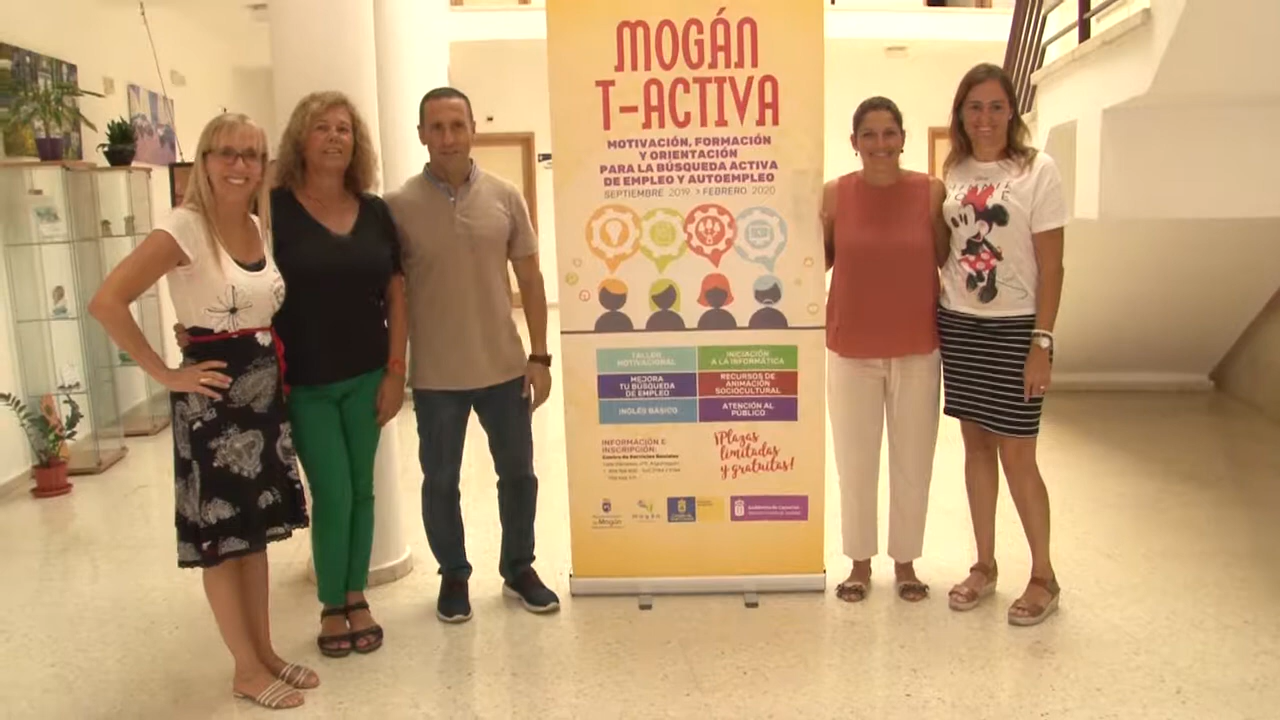 MOGÁN
T-ACTIVA
MOTIVACIÓN, FORMACIÓN
Y ORIENTACIÓN
PARA LA BÚSQUEDA ACTIVA
DE EMPLEO Y AUTOEMPLEO
SEPTIEMBRE 2019 > FEBRERO 2020
TALLER
MOTIVACIONAL
INICIACIÓN
A LA INFORMÁTICA
MEJORA
TU BÚSQUEDA
DE EMPLEO
RECURSOS DE
ANIMACIÓN
SOCIOCULTURAL
INGLÉS BÁSICO
ATENCIÓN AL
PÚBLICO
INFORMACIÓN E
INSCRIPCIÓN:
Centro de Servicios Sociales
¡Plazas
limitadas
y gratuitas!
Mogán